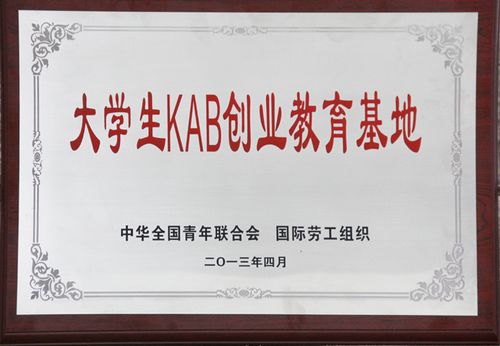 大学生KAB创业教育基地
中华全国青年联合会 国际劳工组织
二〇一三年四月